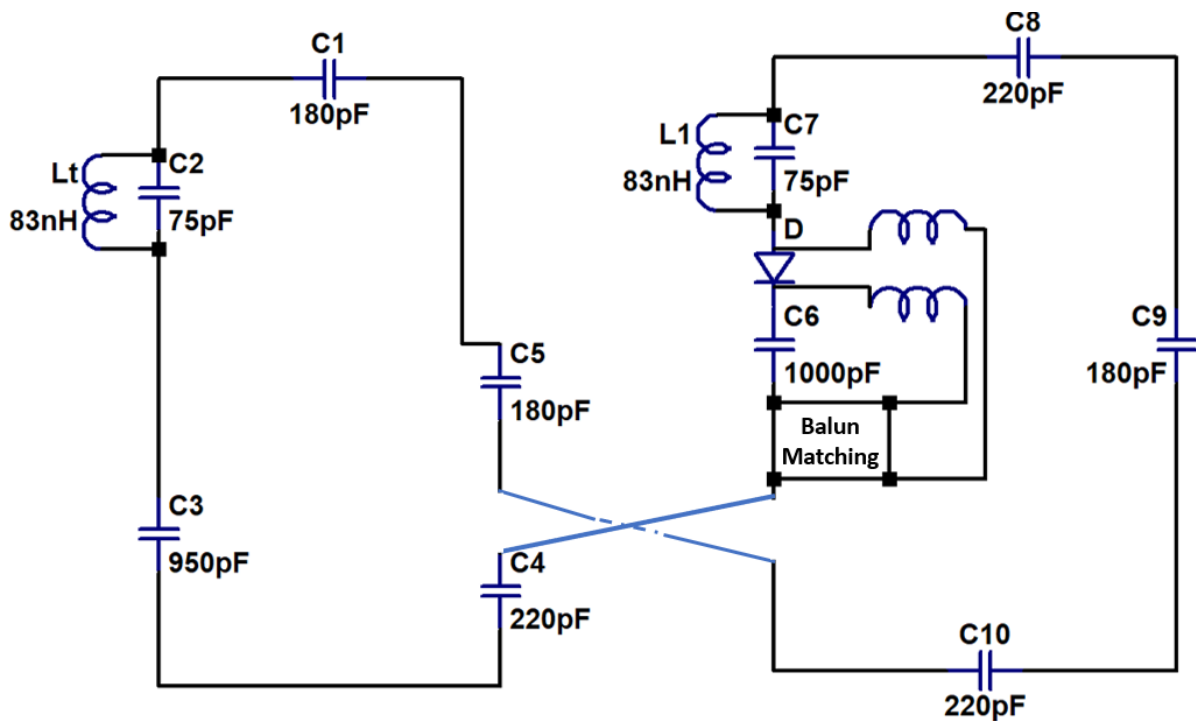 C1
180pF
Lt
83nH
C2
75pF
C5
180pF
C3
950pF
C4
220pF
C8
220pF
L1
83nH
C7
75pF
D
C6
1000pF
C9
180pF
Balun
Matching
C10
220pF